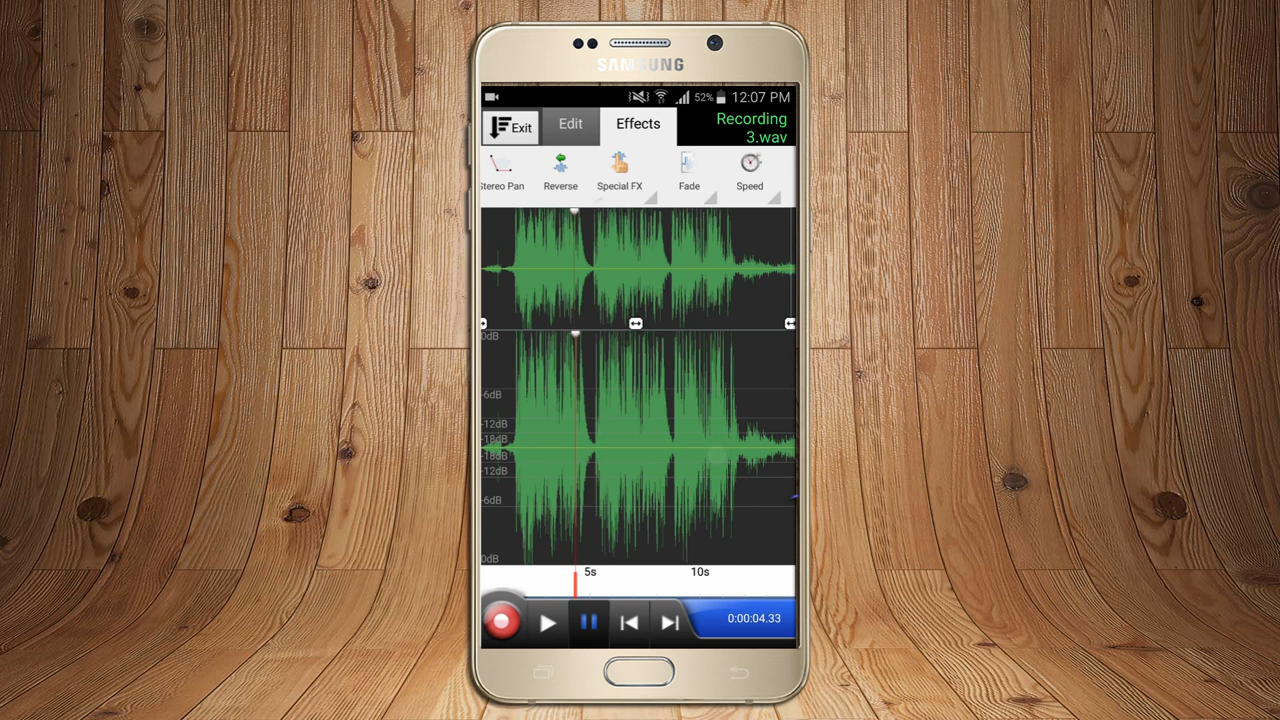 SAMSUNG
52% 12:07 PM
Exit Edit Effects Recording
3.wav
Stereo Pan Reverse Special FX Fade Speed
0dB
-6dB
-12dB
-18dB
-18dB
-12dB
-6dB
0dB
5s 10s
0:00:04.33